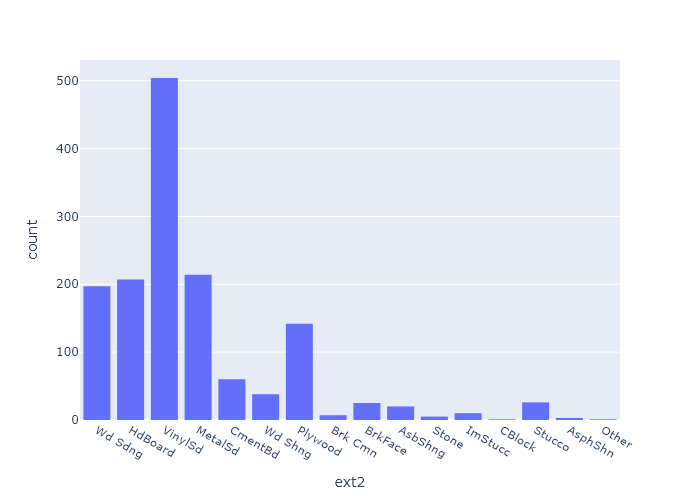 500
400
300
200
100
0
count
Wd Sdng
HdBoard
VinylSd
MetalSd
CmentBd
Wd Shng
Plywood
Brk Cmn
BrkFace
AsbShng
Stone
ImStucc
CBlock
Stucco
AsphShn
Other
ext2